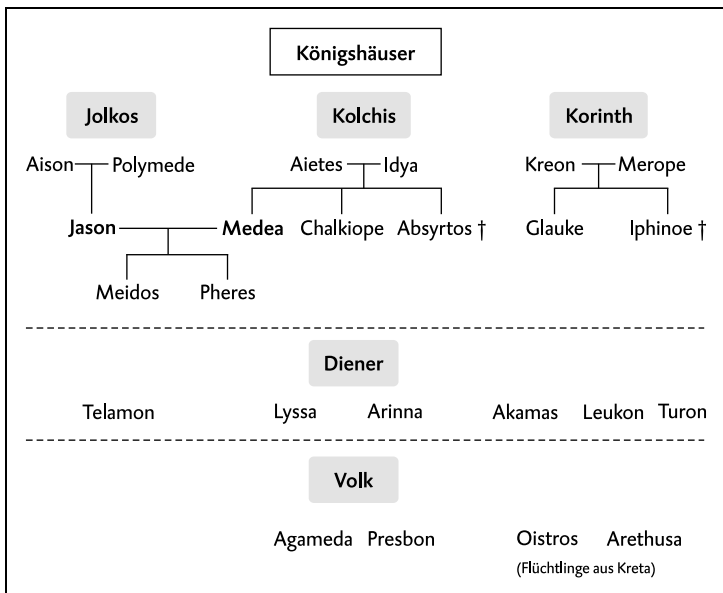 Königshäuser
Jolkos Kolchis Korinth
Aison Polymede Aietes Idya Kreon Merope
Jason Medea Chalkiope Absyrtos † Glauke Iphinoe †
Meidos Pheres
Diener
Telamon Lyssa Arinna Akamas Leukon Turon
Volk
Agameda Presbon Oistros Arethusa
(Flüchtlinge aus Kreta)